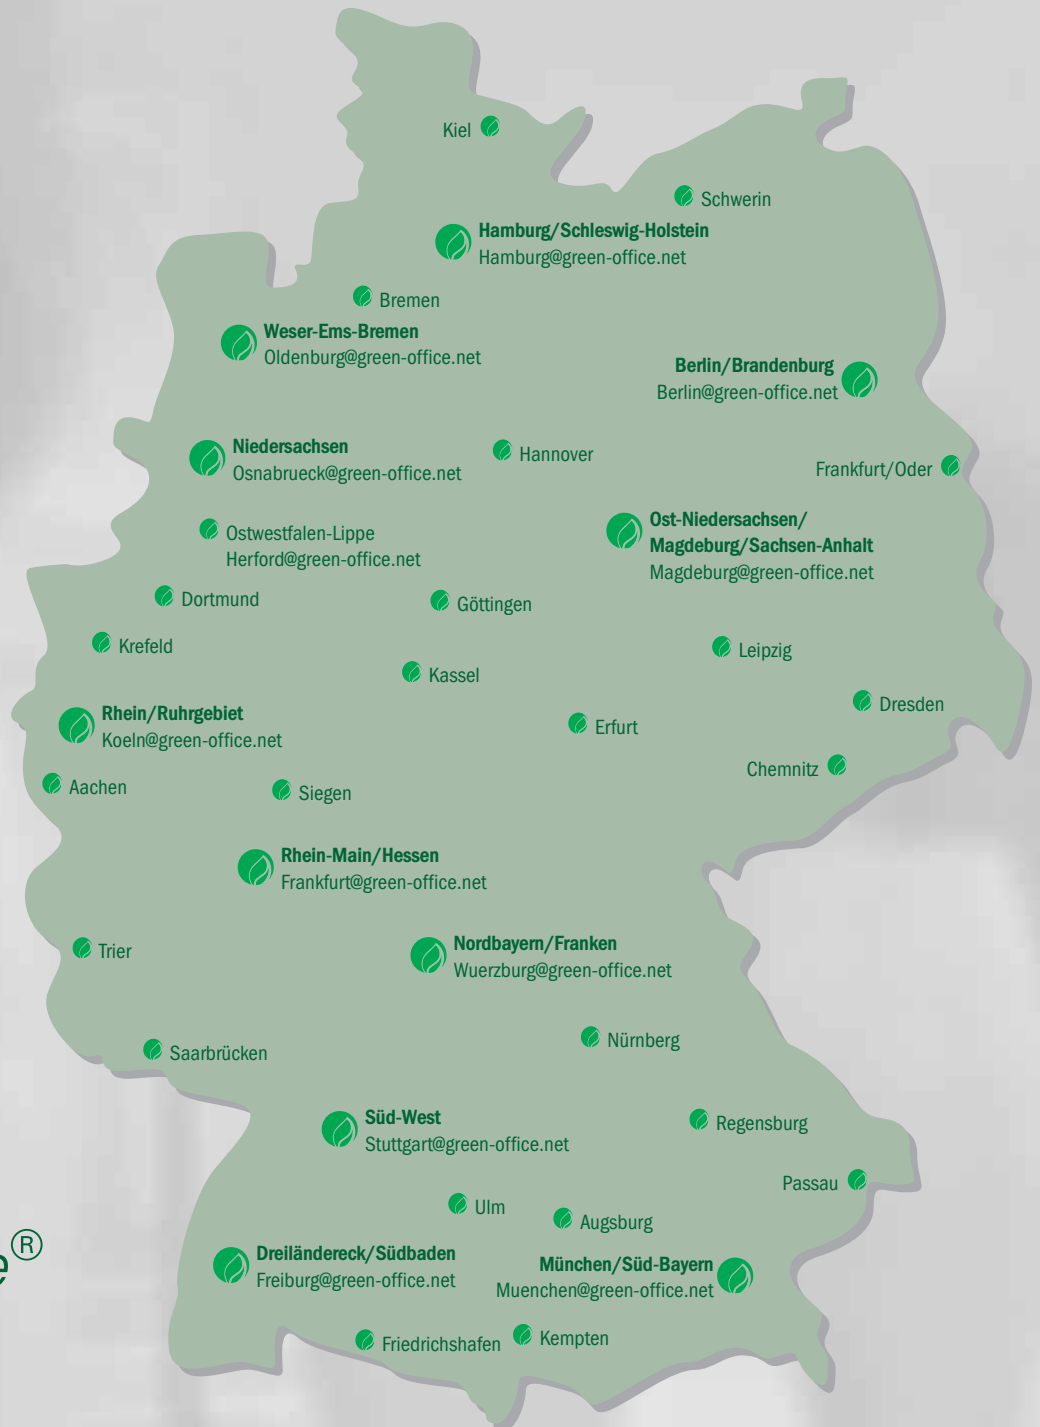 Kiel
Schwerin
Hamburg/Schleswig-Holstein
Hamburg@green-office.net
Bremen
Weser-Ems-Bremen
Oldenburg@green-office.net
Berlin/Brandenburg
Berlin@green-office.net
Niedersachsen
Osnabrueck@green-office.net
Hannover
Frankfurt/Oder
Ostwestfalen-Lippe
Herford@green-office.net
Ost-Niedersachsen/
Magdeburg/Sachsen-Anhalt
Magdeburg@green-office.net
Dortmund
Göttingen
Krefeld
Leipzig
Kassel
Dresden
Rhein/Ruhrgebiet
Koeln@green-office.net
Erfurt
Chemnitz
Aachen
Siegen
Rhein-Main/Hessen
Frankfurt@green-office.net
Trier
Nordbayern/Franken
Wuerzburg@green-office.net
Nürnberg
Saarbrücken
Süd-West
Stuttgart@green-office.net
Regensburg
Passau
Ulm
Augsburg
e®
Dreiländereck/Südbaden
Freiburg@green-office.net
München/Süd-Bayern
Muenchen@green-office.net
Friedrichshafen
Kempten